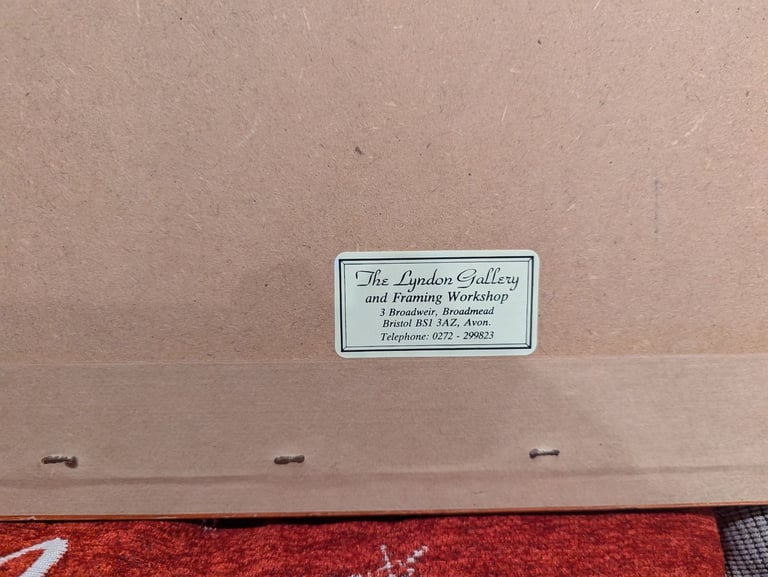 The Lyndon Gallery
and Framing Workshop
3 Broadweir, Broadmead
Bristol BS1 3AZ, Avon.
Telephone: 0272 - 299823